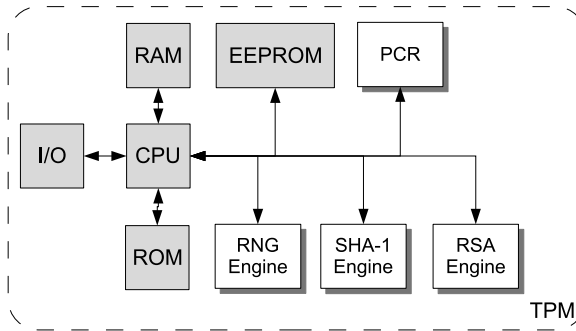 RAM
EEPROM
PCR
I/O
CPU
ROM
RNG
Engine
SHA-1
Engine
RSA
Engine
TPM